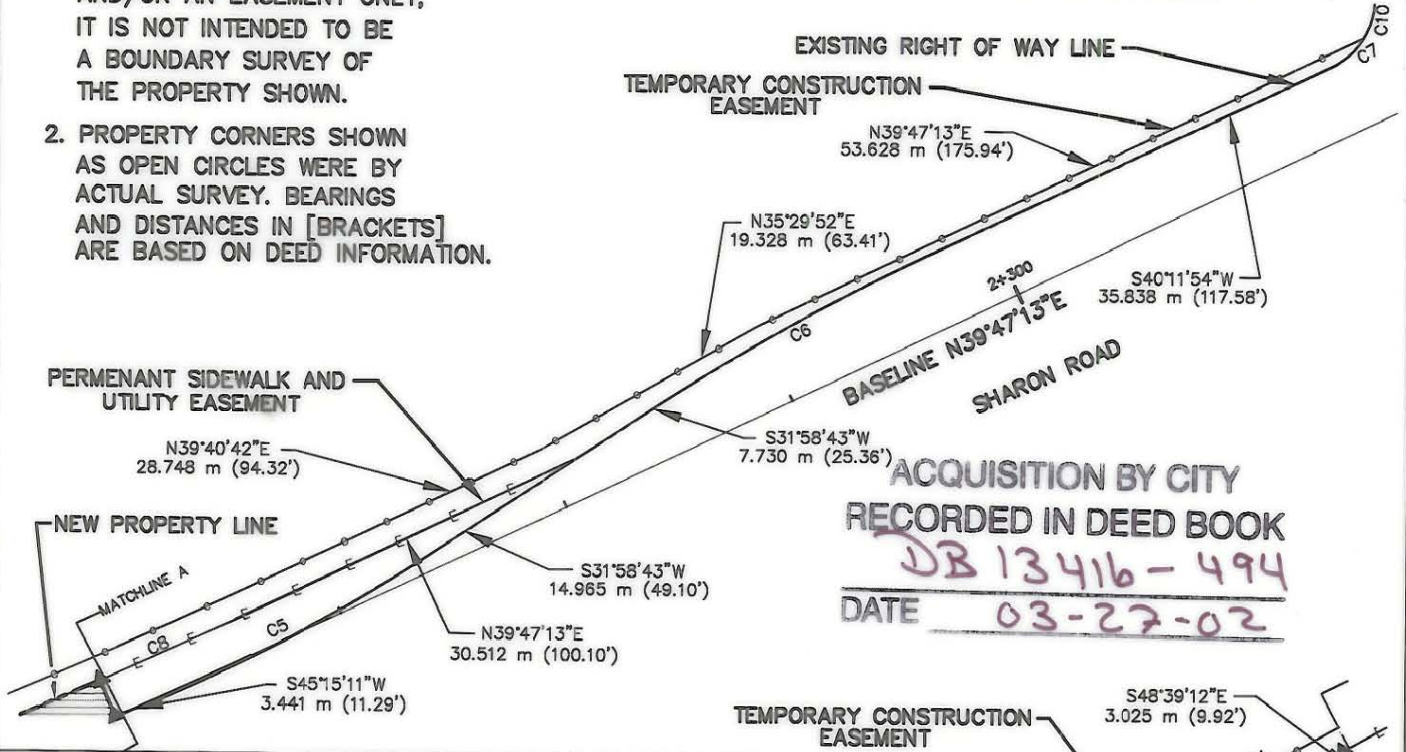 AND/OR AN EASEMENT ONLY,
IT IS NOT INTENDED TO BE
A BOUNDARY SURVEY OF
THE PROPERTY SHOWN.
2. PROPERTY CORNERS SHOWN
AS OPEN CIRCLES WERE BY
ACTUAL SURVEY. BEARINGS
AND DISTANCES IN [BRACKETS]
ARE BASED ON DEED INFORMATION.
EXISTING RIGHT OF WAY LINE
C10
C7
TEMPORARY CONSTRUCTION
EASEMENT
N39°47'13"E
53.628 m (175.94')
N35°29'52"E
19.328 m (63.41')
S40°11'54"W
35.838 m (117.58')
2+300
C6
BASELINE N39°47'13"E
SHARON ROAD
PERMENANT SIDEWALK AND
UTILITY EASEMENT
S31°58'43"W
7.730 m (25.36')
N39°40'42"E
28.748 m (94.32')
E
E
E
E
E
E
E
E
NEW PROPERTY LINE
MATCHLINE A
C8
C5
S31°58'43"W
14.965 m (49.10')
N39°47'13"E
30.512 m (100.10')
S45°15'11"W
3.441 m (11.29')
ACQUISITION BY CITY
RECORDED IN DEED BOOK
DB 13416-494
DATE 03-27-02
TEMPORARY CONSTRUCTION
EASEMENT
S48°39'12"E
3.025 m (9.92')
E